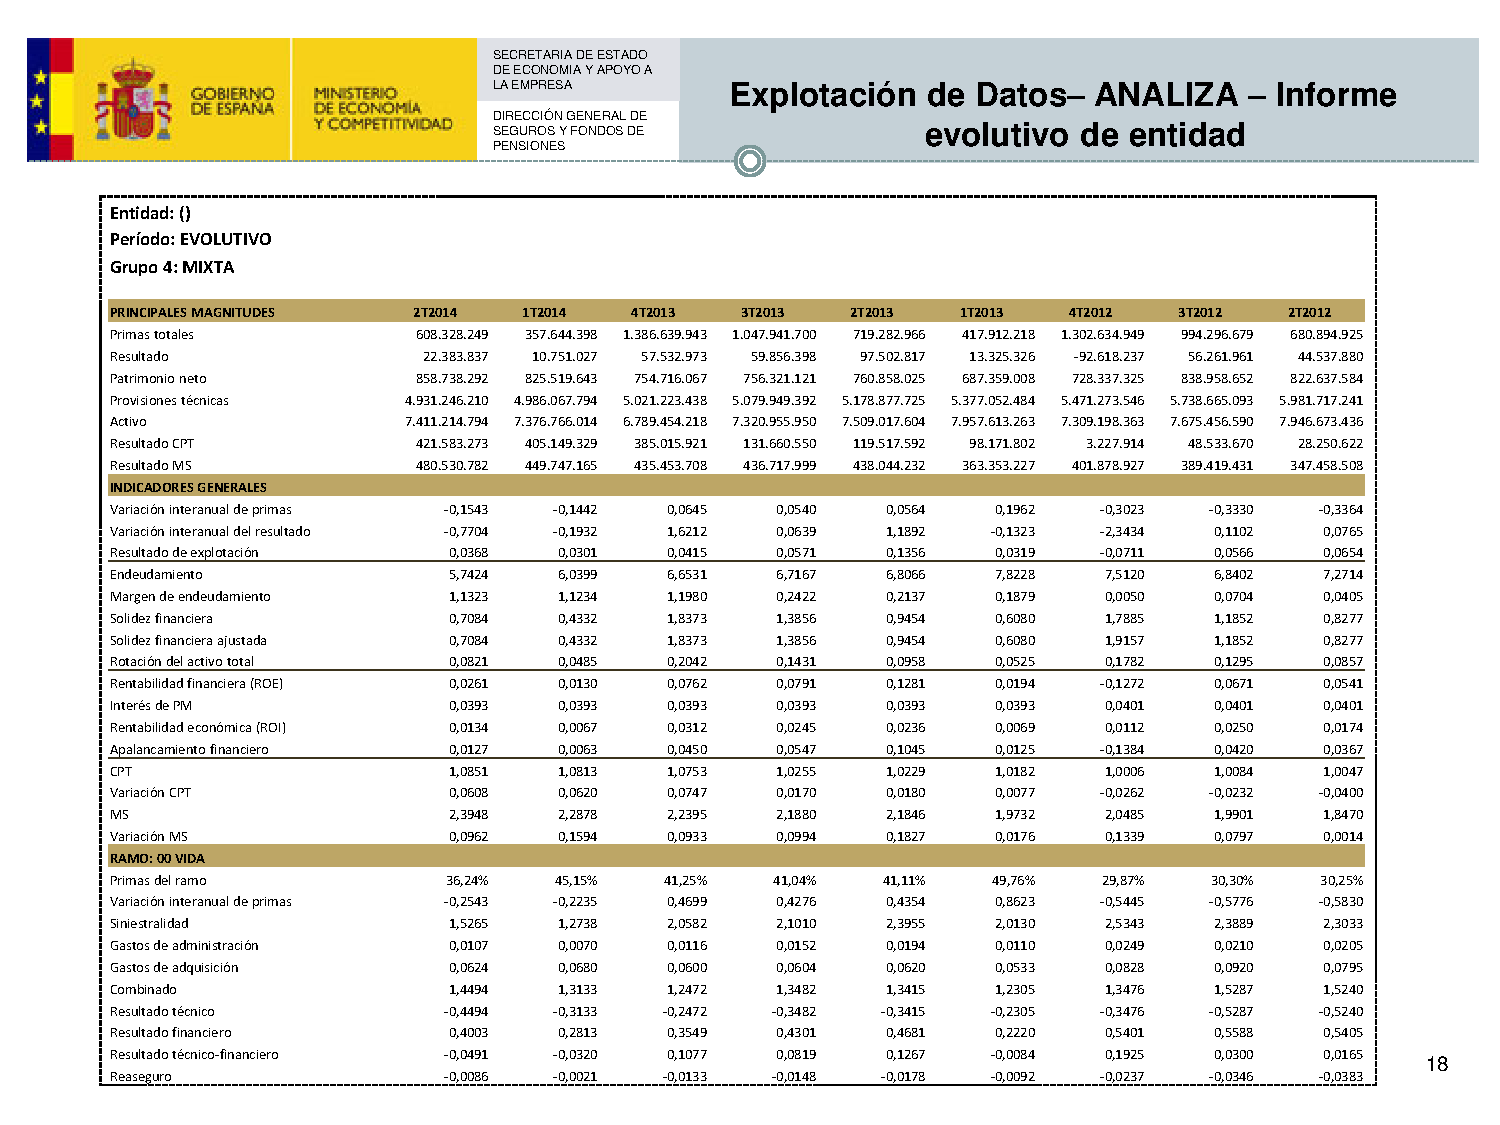 GOBIERNO
DE ESPAÑA
MINISTERIO
DE ECONOMÍA
Y COMPETITIVIDAD
SECRETARIA DE ESTADO
DE ECONOMIA Y APOYO A
LA EMPRESA
DIRECCIÓN GENERAL DE
SEGUROS Y FONDOS DE
PENSIONES
Explotación de Datos– ANALIZA – Informe
evolutivo de entidad
Entidad: ()
Período: EVOLUTIVO
Grupo 4: MIXTA
PRINCIPALES MAGNITUDES 2T2014 1T2014 4T2013 3T2013 2T2013 1T2013 4T2012 3T2012 2T2012
Primas totales 608.328.249 357.644.398 1.386.639.943 1.047.941.700 719.282.966 417.912.218 1.302.634.949 994.296.679 680.894.925
Resultado 22.383.837 10.751.027 57.532.973 59.856.398 97.502.817 13.325.326 -92.618.237 56.261.961 44.537.880
Patrimonio neto 858.738.292 825.519.643 754.716.067 756.321.121 760.858.025 687.359.008 728.337.325 838.958.652 822.637.584
Provisiones técnicas 4.931.246.210 4.986.067.794 5.021.223.438 5.079.949.392 5.178.877.725 5.377.052.484 5.471.273.546 5.738.665.093 5.981.717.241
Activo 7.411.214.794 7.376.766.014 6.789.454.218 7.320.955.950 7.509.017.604 7.957.613.263 7.309.198.363 7.675.456.590 7.946.673.436
Resultado CPT 421.583.273 405.149.329 385.015.921 131.660.550 119.517.592 98.171.802 3.227.914 48.533.670 28.250.622
Resultado MS 480.530.782 449.747.165 435.453.708 436.717.999 438.044.232 363.353.227 401.878.927 389.419.431 347.458.508
INDICADORES GENERALES
Variación interanual de primas -0,1543 -0,1442 0,0645 0,0540 0,0564 0,1962 -0,3023 -0,3330 -0,3364
Variación interanual del resultado -0,7704 -0,1932 1,6212 0,0639 1,1892 -0,1323 -2,3434 0,1102 0,0765
Resultado de explotación 0,0368 0,0301 0,0415 0,0571 0,1356 0,0319 -0,0711 0,0566 0,0654
Endeudamiento 5,7424 6,0399 6,6531 6,7167 6,8066 7,8228 7,5120 6,8402 7,2714
Margen de endeudamiento 1,1323 1,1234 1,1980 0,2422 0,2137 0,1879 0,0050 0,0704 0,0405
Solidez financiera 0,7084 0,4332 1,8373 1,3856 0,9454 0,6080 1,7885 1,1852 0,8277
Solidez financiera ajustada 0,7084 0,4332 1,8373 1,3856 0,9454 0,6080 1,9157 1,1852 0,8277
Rotación del activo total 0,0821 0,0485 0,2042 0,1431 0,0958 0,0525 0,1782 0,1295 0,0857
Rentabilidad financiera (ROE) 0,0261 0,0130 0,0762 0,0791 0,1281 0,0194 -0,1272 0,0671 0,0541
Interés de PM 0,0393 0,0393 0,0393 0,0393 0,0393 0,0393 0,0401 0,0401 0,0401
Rentabilidad económica (ROI) 0,0134 0,0067 0,0312 0,0245 0,0236 0,0069 0,0112 0,0250 0,0174
Apalancamiento financiero 0,0127 0,0063 0,0450 0,0547 0,1045 0,0125 -0,1384 0,0420 0,0367
CPT 1,0851 1,0813 1,0753 1,0255 1,0229 1,0182 1,0006 1,0084 1,0047
Variación CPT 0,0608 0,0620 0,0747 0,0170 0,0180 0,0077 -0,0262 -0,0232 -0,0400
MS 2,3948 2,2878 2,2395 2,1880 2,1846 1,9732 2,0485 1,9901 1,8470
Variación MS 0,0962 0,1594 0,0933 0,0994 0,1827 0,0176 0,1339 0,0797 0,0014
RAMO: 00 VIDA
Primas del ramo 36,24% 45,15% 41,25% 41,04% 41,11% 49,76% 29,87% 30,30% 30,25%
Variación interanual de primas -0,2543 -0,2235 0,4699 0,4276 0,4354 0,8623 -0,5445 -0,5776 -0,5830
Siniestralidad 1,5265 1,2738 2,0582 2,1010 2,3955 2,0130 2,5343 2,3889 2,3033
Gastos de administración 0,0107 0,0070 0,0116 0,0152 0,0194 0,0110 0,0249 0,0210 0,0205
Gastos de adquisición 0,0624 0,0680 0,0600 0,0604 0,0620 0,0533 0,0828 0,0920 0,0795
Combinado 1,4494 1,3133 1,2472 1,3482 1,3415 1,2305 1,3476 1,5287 1,5240
Resultado técnico -0,4494 -0,3133 -0,2472 -0,3482 -0,3415 -0,2305 -0,3476 -0,5287 -0,5240
Resultado financiero 0,4003 0,2813 0,3549 0,4301 0,4681 0,2220 0,5401 0,5588 0,5405
Resultado técnico-financiero -0,0491 -0,0320 0,1077 0,0819 0,1267 -0,0084 0,1925 0,0300 0,0165
Reaseguro -0,0086 -0,0021 -0,0133 -0,0148 -0,0178 -0,0092 -0,0237 -0,0346 -0,0383
18